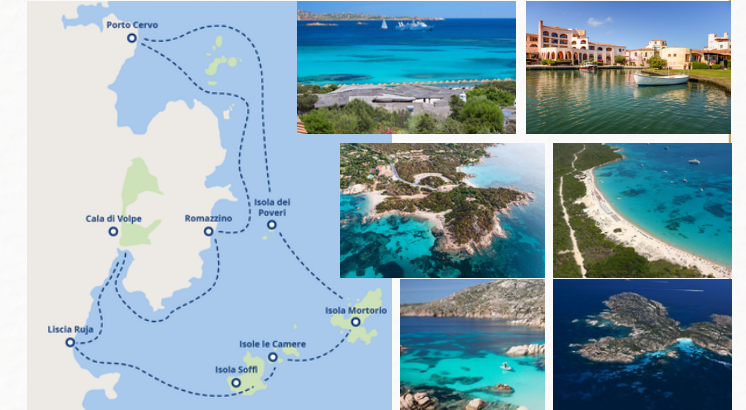 Porto Cervo
Isola dei
Poveri
Cala di Volpe
Romazzino
Isola Mortorio
Liscia Ruja
Isole le Camere
Isola Soffi